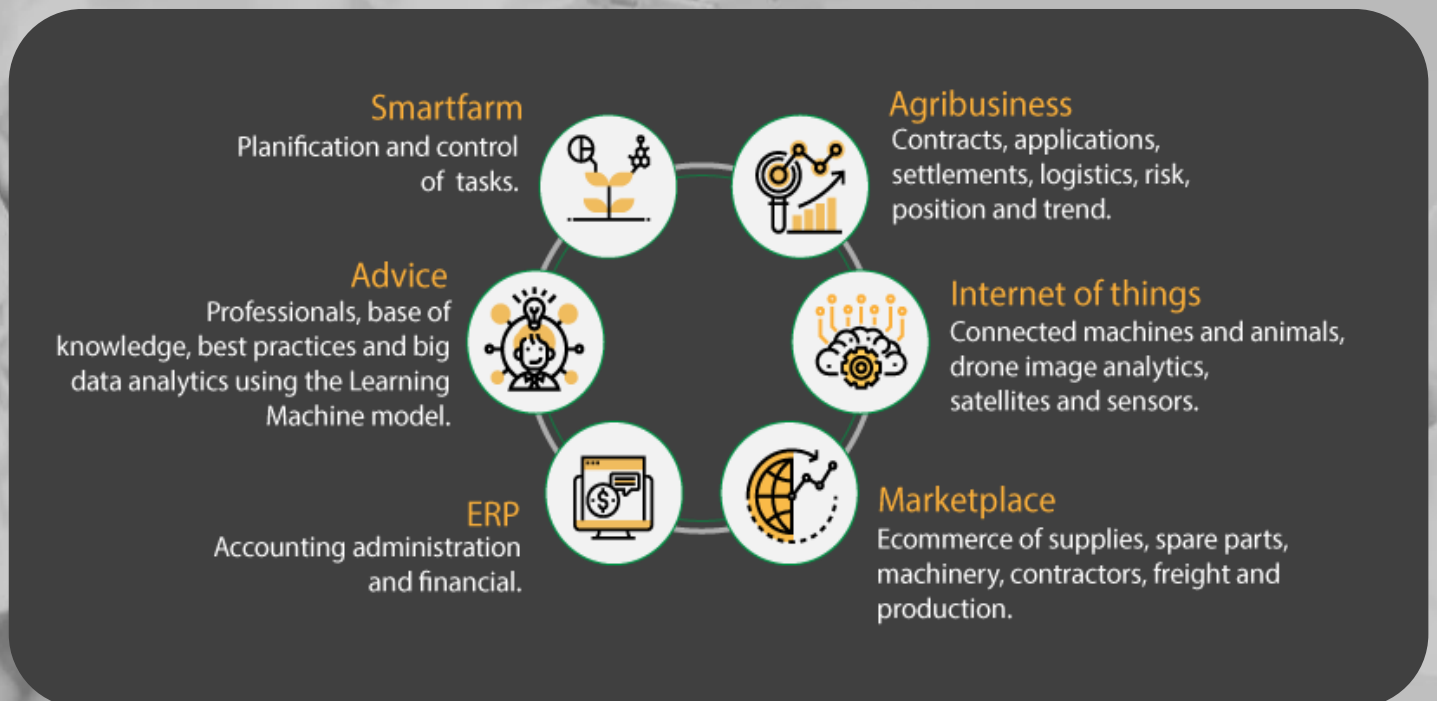 Smartfarm
Planification and control
of tasks.
Agribusiness
Contracts, applications,
settlements, logistics, risk,
position and trend.
Advice
Professionals, base of
knowledge, best practices and big
data analytics using the Learning
Machine model.
Internet of things
Connected machines and animals,
drone image analytics,
satellites and sensors.
ERP
Accounting administration
and financial.
Marketplace
Ecommerce of supplies, spare parts,
machinery, contractors, freight and
production.